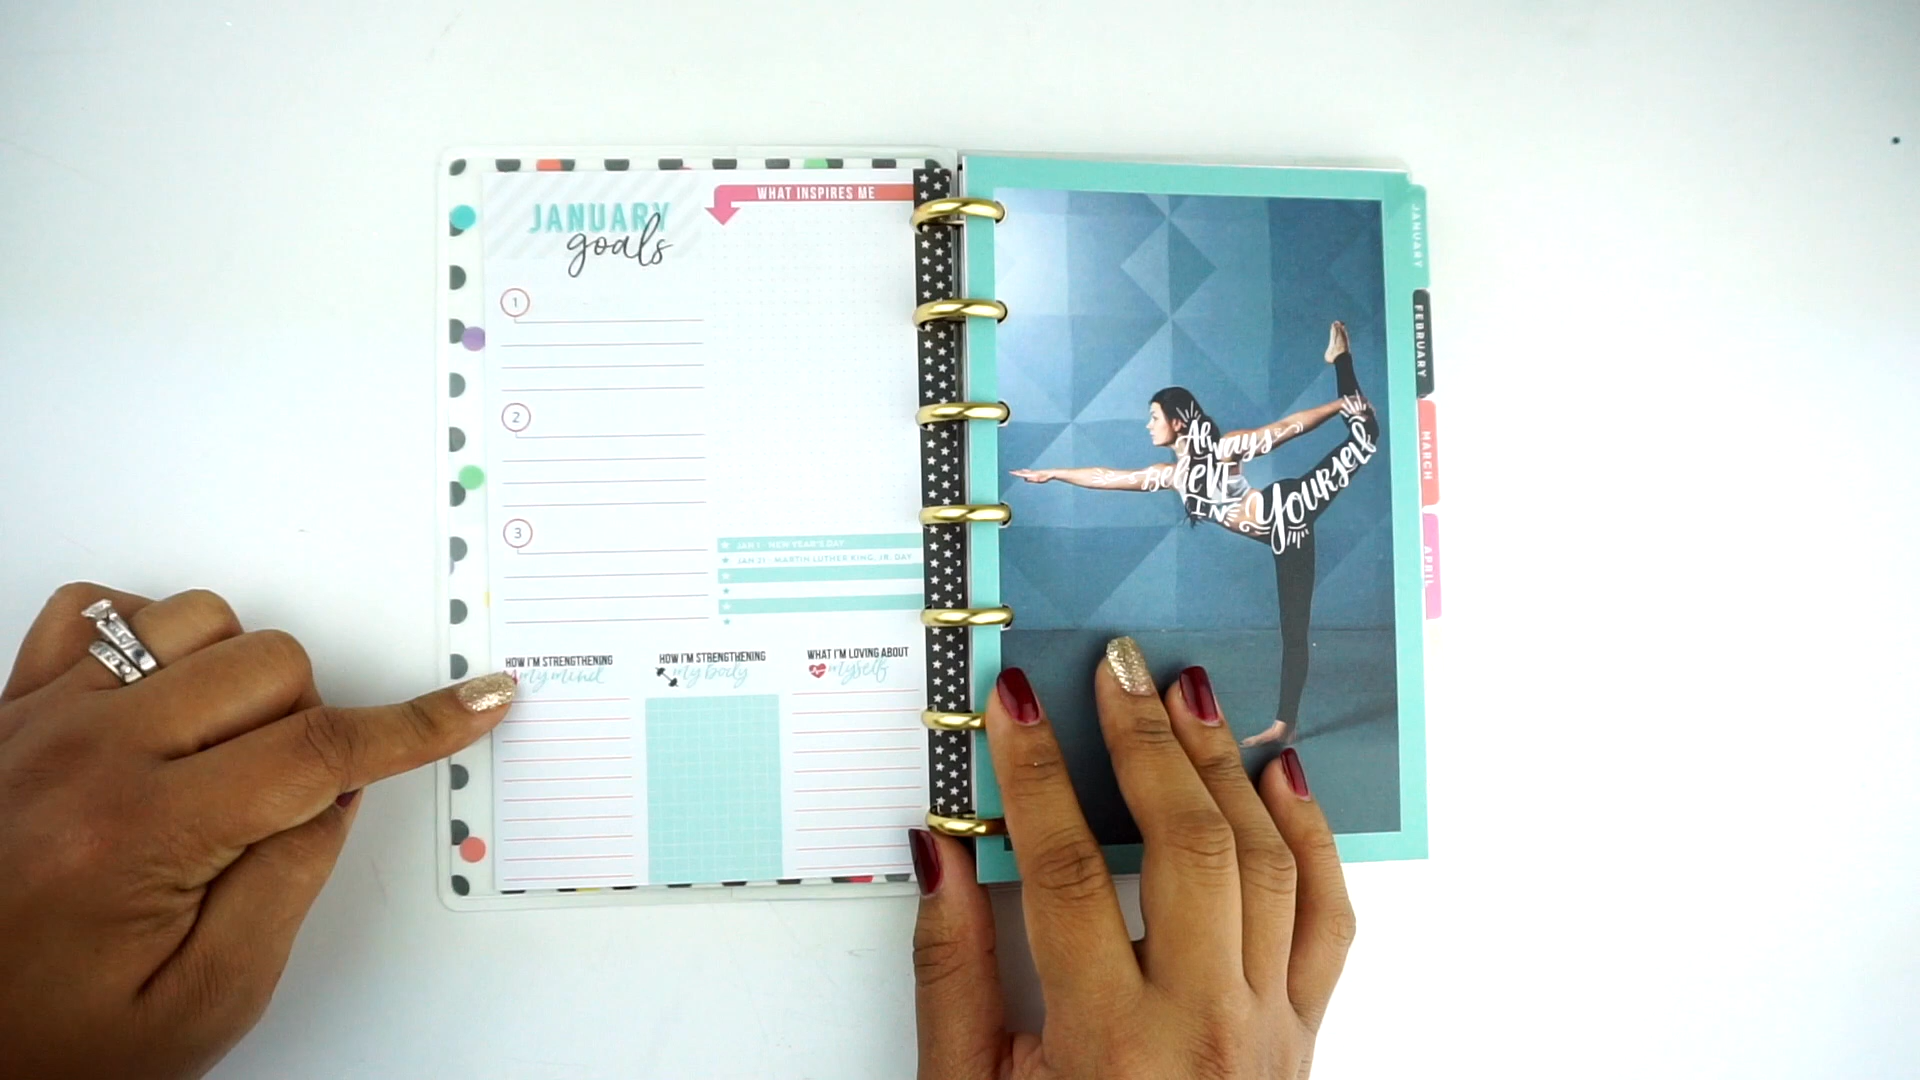 JANUARY
goals
1
2
3
WHAT INSPIRES ME
JAN 1 - NEW YEAR'S DAY
JAN 21 - MARTIN LUTHER KING, JR. DAY
HOW I'M STRENGTHENING
my mind
HOW I'M STRENGTHENING
my body
WHAT I'M LOVING ABOUT
myself
Always
BELIEVE
IN
YOURSELF
JANUARY
FEBRUARY
MARCH
APRIL